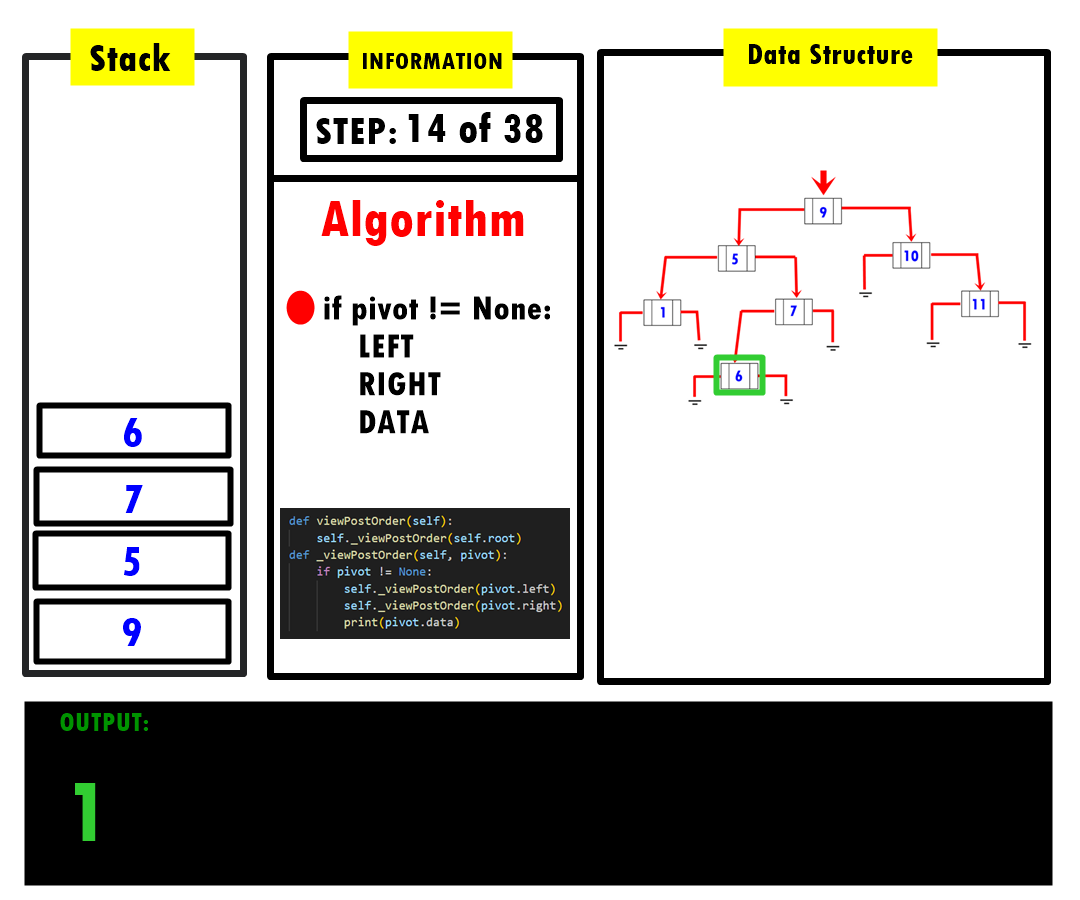 Stack
6
7
5
9
INFORMATION
STEP: 14 of 38
Algorithm
if pivot != None:
LEFT
RIGHT
DATA
def viewPostOrder(self):
    self._viewPostOrder(self.root)
def _viewPostOrder(self, pivot):
    if pivot != None:
        self._viewPostOrder(pivot.left)
        self._viewPostOrder(pivot.right)
        print(pivot.data)
Data Structure
9
5
10
1
7
11
6
OUTPUT:
1